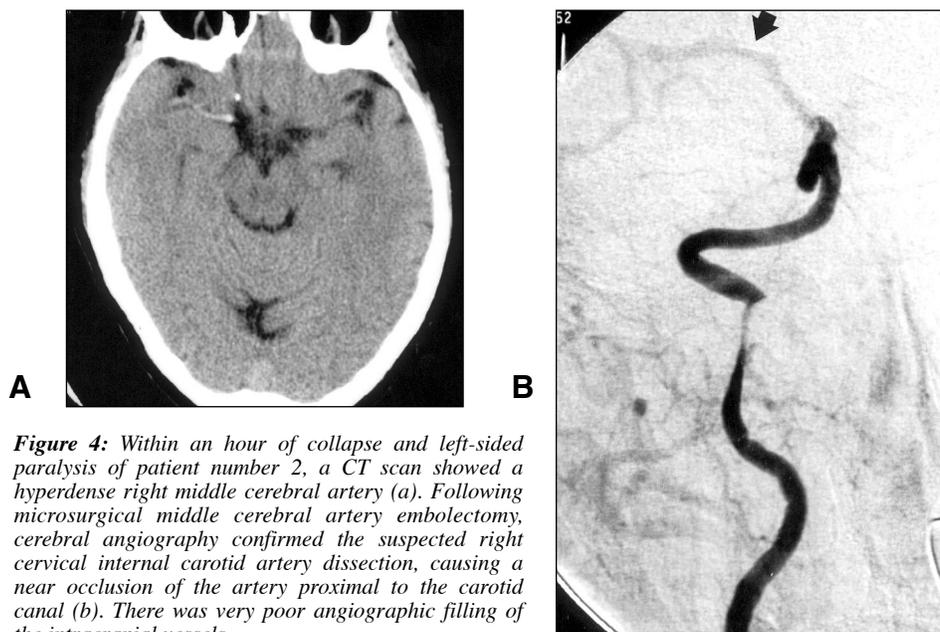 52
A
B
Figure 4: Within an hour of collapse and left-sided
paralysis of patient number 2, a CT scan showed a
hyperdense right middle cerebral artery (a). Following
microsurgical middle cerebral artery embolectomy,
cerebral angiography confirmed the suspected right
cervical internal carotid artery dissection, causing a
near occlusion of the artery proximal to the carotid
canal (b). There was very poor angiographic filling of
the intracranial vessels